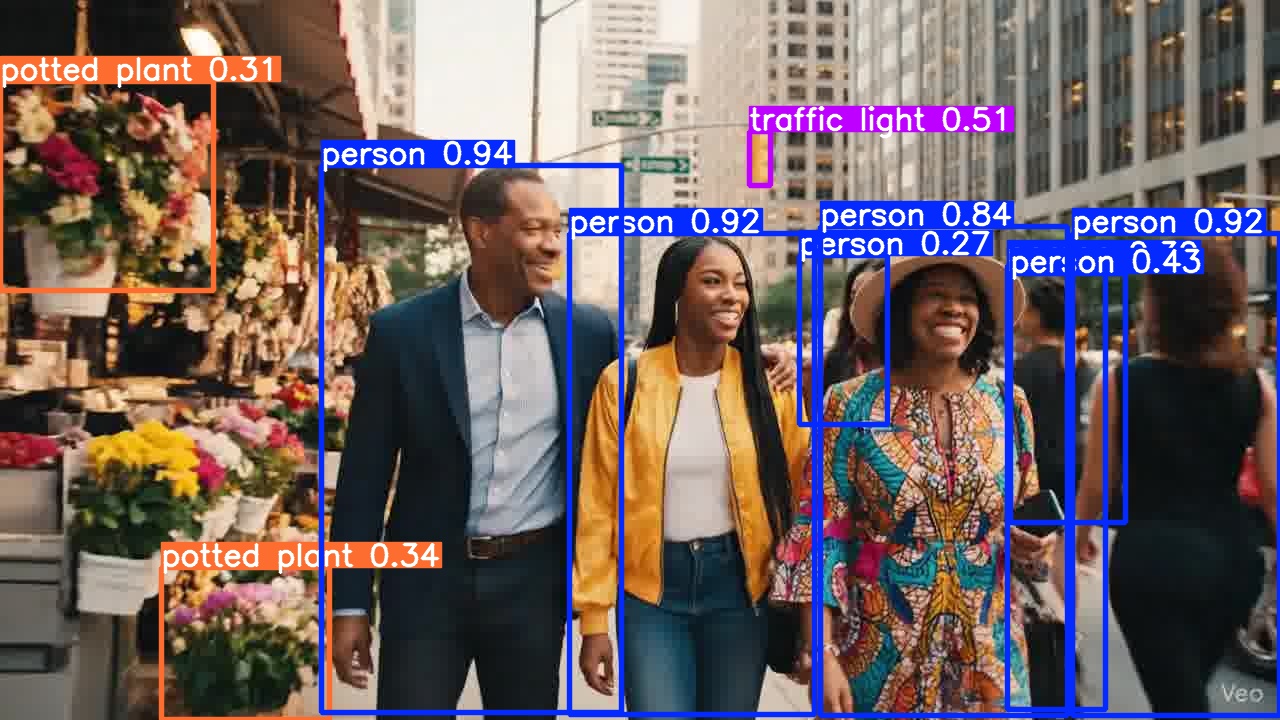 potted plant 0.31
traffic light 0.51
person 0.94
person 0.92
person 0.84
person 0.92
person 0.27
person 0.43
potted plant 0.34
Veo